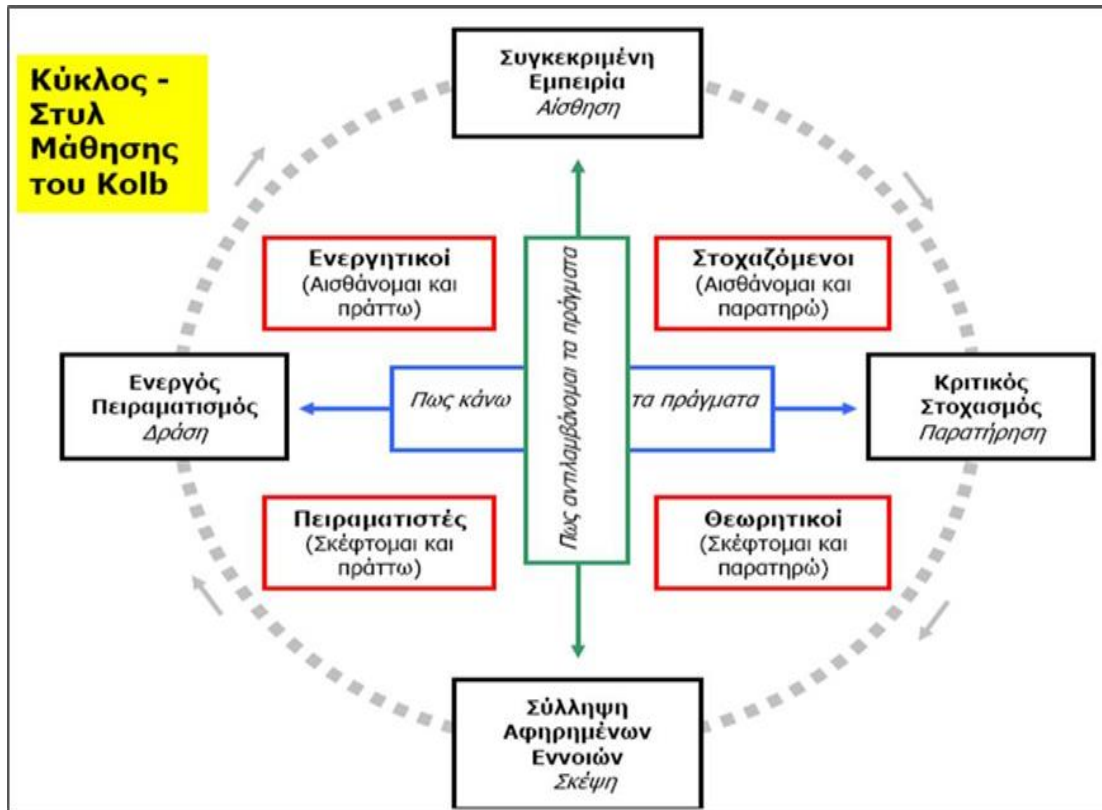 Κύκλος -
Στυλ
Μάθησης
του Kolb
Συγκεκριμένη
Εμπειρία
Αίσθηση
Ενεργητικοί
(Αισθάνομαι και
πράττω)
Στοχαζόμενοι
(Αισθάνομαι και
παρατηρώ)
Ενεργός
Πειραματισμός
Δράση
Πως κάνω τα πράγματα
Πως αντιλαμβάνομαι τα πράγματα
Κριτικός
Στοχασμός
Παρατήρηση
Πειραματιστές
(Σκέφτομαι και
πράττω)
Θεωρητικοί
(Σκέφτομαι και
παρατηρώ)
Σύλληψη
Αφηρημένων
Εννοιών
Σκέψη